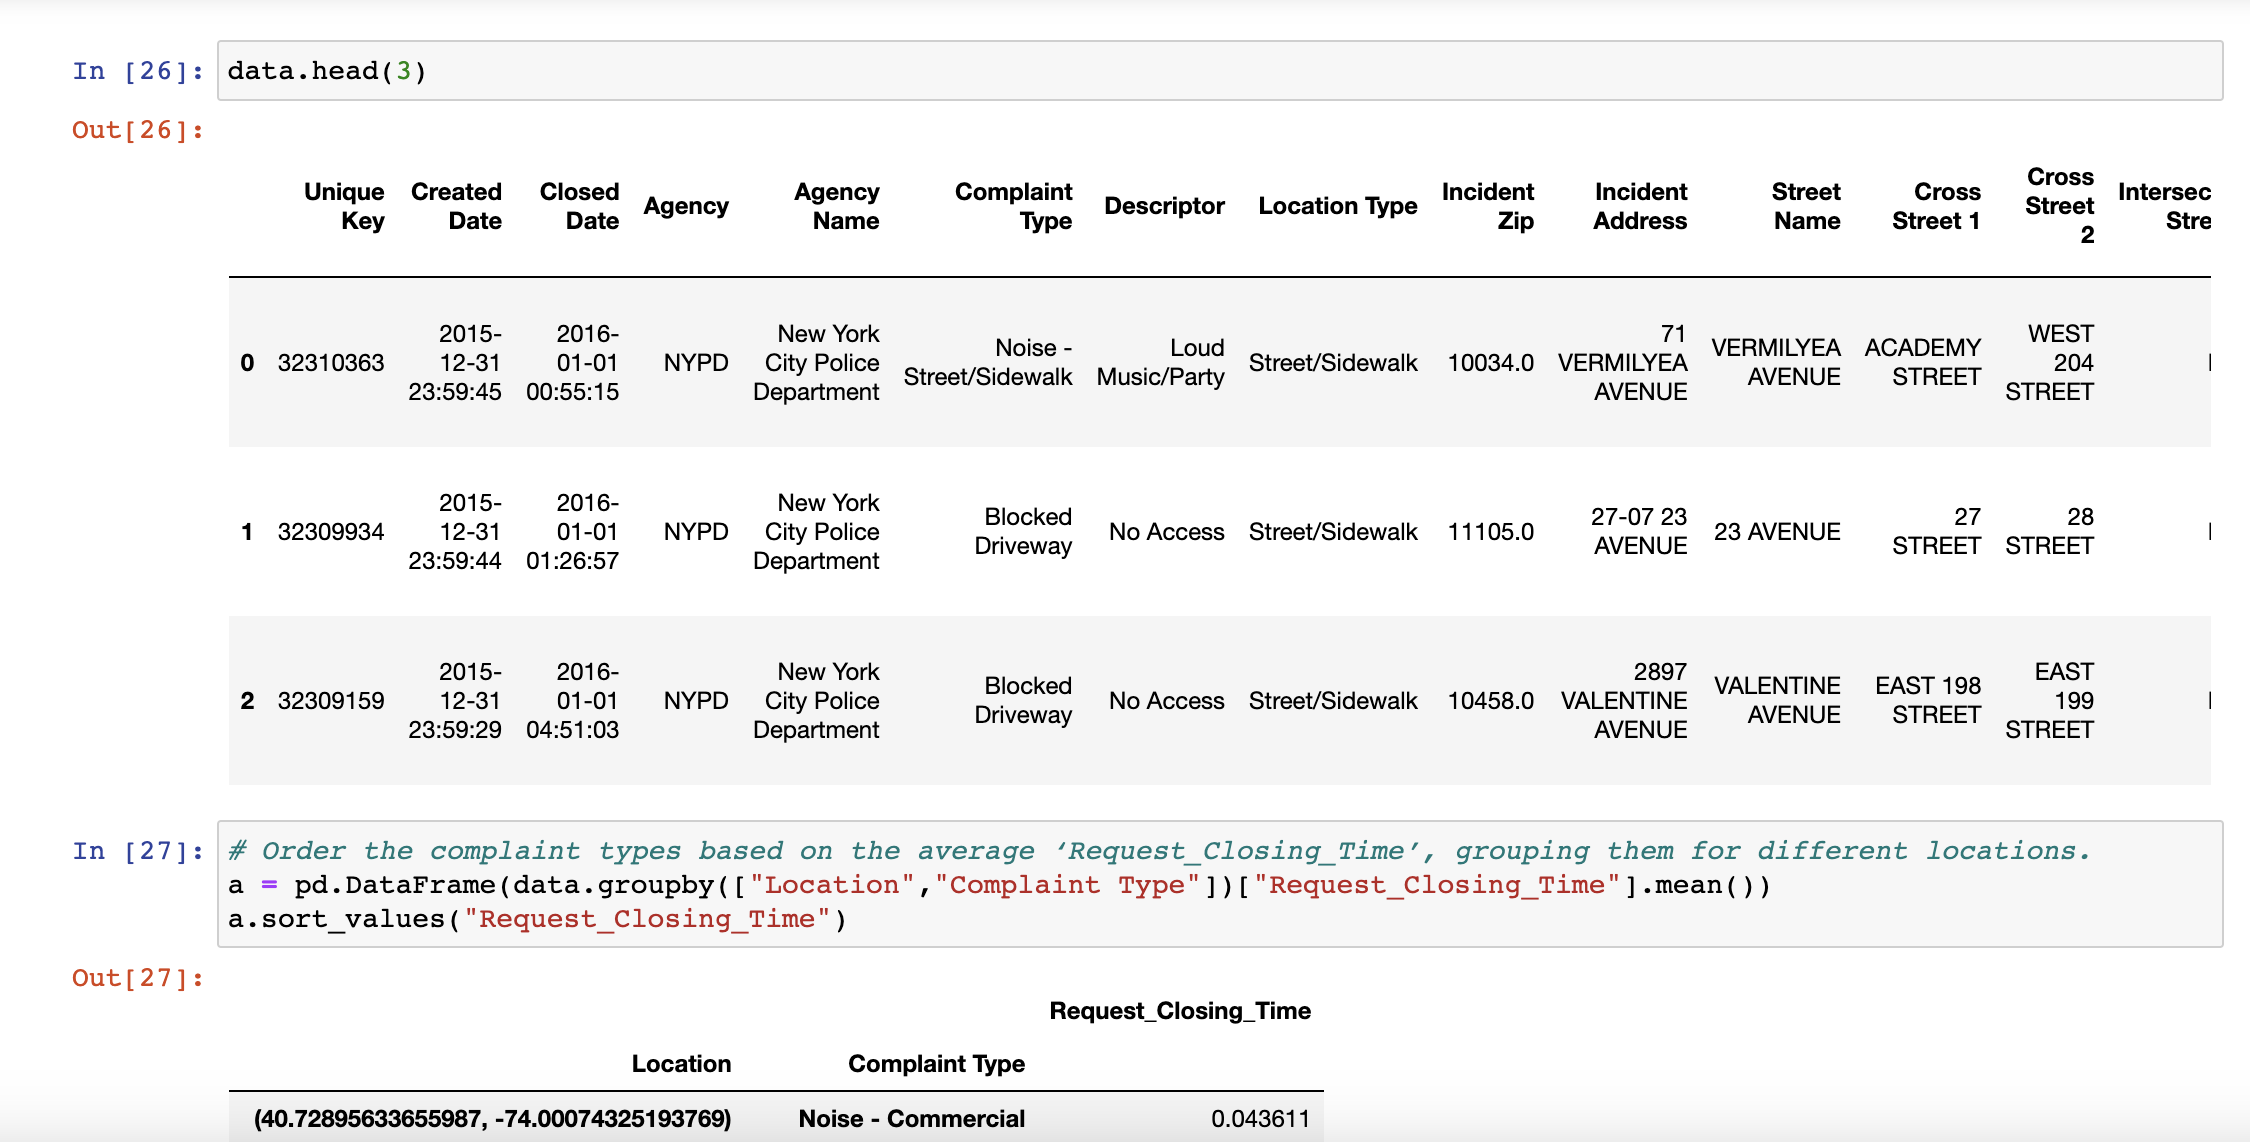 In [26]: data.head(3)
Out[26]:
Unique Key Created Date Closed Date Agency Agency Name Complaint Type Descriptor Location Type Incident Zip Incident Address Street Name Cross Street 1 Cross Street 2 Intersec Stre
0 32310363 2015-12-31 23:59:45 2016-01-01 00:55:15 NYPD New York City Police Department Noise - Street/Sidewalk Loud Music/Party Street/Sidewalk 10034.0 71 VERMILYEA AVENUE VERMILYEA AVENUE ACADEMY STREET WEST 204 STREET
1 32309934 2015-12-31 23:59:44 2016-01-01 01:26:57 NYPD New York City Police Department Blocked Driveway No Access Street/Sidewalk 11105.0 27-07 23 AVENUE 23 AVENUE 27 STREET 28 STREET
2 32309159 2015-12-31 23:59:29 2016-01-01 04:51:03 NYPD New York City Police Department Blocked Driveway No Access Street/Sidewalk 10458.0 2897 VALENTINE AVENUE VALENTINE AVENUE EAST 198 STREET EAST 199 STREET
In [27]: # Order the complaint types based on the average ‘Request_Closing_Time’, grouping them for different locations.
a = pd.DataFrame(data.groupby(["Location","Complaint Type"])["Request_Closing_Time"].mean())
a.sort_values("Request_Closing_Time")
Out[27]:
Request_Closing_Time
Location Complaint Type
(40.72895633655987, -74.00074325193769) Noise - Commercial 0.043611